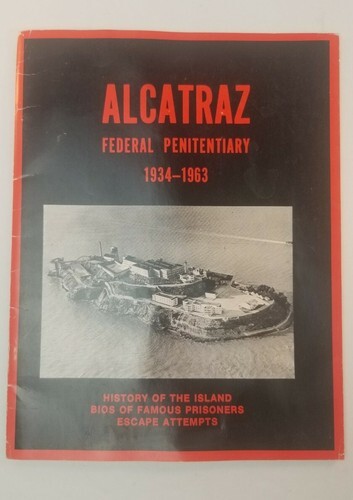 ALCATRAZ
FEDERAL PENITENTIARY
1934–1963
HISTORY OF THE ISLAND
BIOS OF FAMOUS PRISONERS
ESCAPE ATTEMPTS